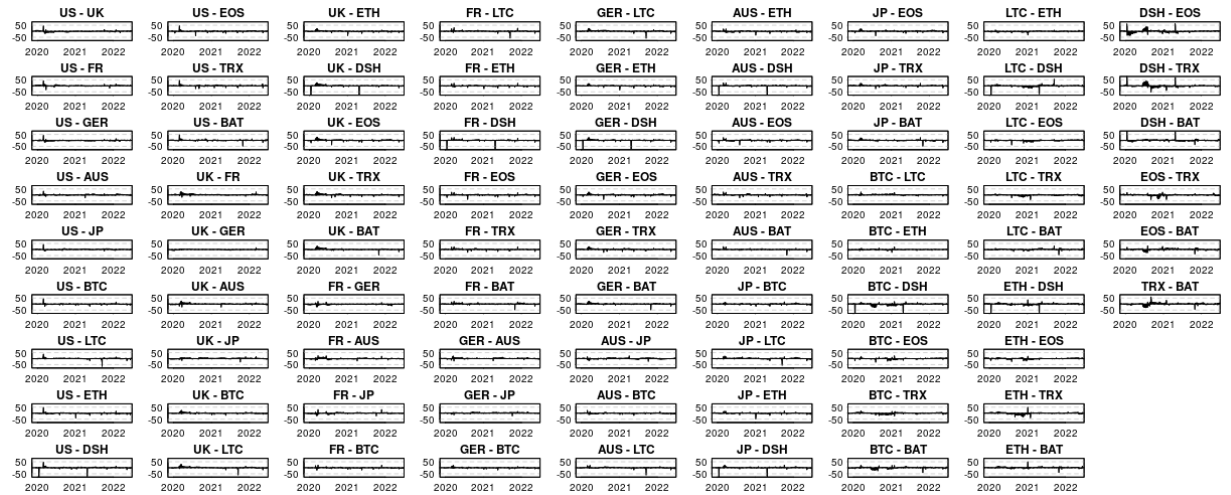 US - UK US - EOS UK - ETH FR - LTC GER - LTC AUS - ETH JP - EOS LTC - ETH DSH - EOS
50 50 50 50 50 50 50 50 50
-50 -50 -50 -50 -50 -50 -50 -50 -50
2020 2021 2022 2020 2021 2022 2020 2021 2022 2020 2021 2022 2020 2021 2022 2020 2021 2022 2020 2021 2022 2020 2021 2022 2020 2021 2022
US - FR US - TRX UK - DSH FR - ETH GER - ETH AUS - DSH JP - TRX LTC - DSH DSH - TRX
50 50 50 50 50 50 50 50 50
-50 -50 -50 -50 -50 -50 -50 -50 -50
2020 2021 2022 2020 2021 2022 2020 2021 2022 2020 2021 2022 2020 2021 2022 2020 2021 2022 2020 2021 2022 2020 2021 2022 2020 2021 2022
US - GER US - BAT UK - EOS FR - DSH GER - DSH AUS - EOS JP - BAT LTC - EOS DSH - BAT
50 50 50 50 50 50 50 50 50
-50 -50 -50 -50 -50 -50 -50 -50 -50
2020 2021 2022 2020 2021 2022 2020 2021 2022 2020 2021 2022 2020 2021 2022 2020 2021 2022 2020 2021 2022 2020 2021 2022 2020 2021 2022
US - AUS UK - FR UK - TRX FR - EOS GER - EOS AUS - TRX BTC - LTC LTC - TRX EOS - TRX
50 50 50 50 50 50 50 50 50
-50 -50 -50 -50 -50 -50 -50 -50 -50
2020 2021 2022 2020 2021 2022 2020 2021 2022 2020 2021 2022 2020 2021 2022 2020 2021 2022 2020 2021 2022 2020 2021 2022 2020 2021 2022
US - JP UK - GER UK - BAT FR - TRX GER - TRX AUS - BAT BTC - ETH LTC - BAT EOS - BAT
50 50 50 50 50 50 50 50 50
-50 -50 -50 -50 -50 -50 -50 -50 -50
2020 2021 2022 2020 2021 2022 2020 2021 2022 2020 2021 2022 2020 2021 2022 2020 2021 2022 2020 2021 2022 2020 2021 2022 2020 2021 2022
US - BTC UK - AUS FR - GER FR - BAT GER - BAT JP - BTC BTC - DSH ETH - DSH TRX - BAT
50 50 50 50 50 50 50 50 50
-50 -50 -50 -50 -50 -50 -50 -50 -50
2020 2021 2022 2020 2021 2022 2020 2021 2022 2020 2021 2022 2020 2021 2022 2020 2021 2022 2020 2021 2022 2020 2021 2022 2020 2021 2022
US - LTC UK - JP FR - AUS GER - AUS AUS - JP JP - LTC BTC - EOS ETH - EOS
50 50 50 50 50 50 50 50
-50 -50 -50 -50 -50 -50 -50 -50
2020 2021 2022 2020 2021 2022 2020 2021 2022 2020 2021 2022 2020 2021 2022 2020 2021 2022 2020 2021 2022 2020 2021 2022
US - ETH UK - BTC FR - JP GER - JP AUS - BTC JP - ETH BTC - TRX ETH - TRX
50 50 50 50 50 50 50 50
-50 -50 -50 -50 -50 -50 -50 -50
2020 2021 2022 2020 2021 2022 2020 2021 2022 2020 2021 2022 2020 2021 2022 2020 2021 2022 2020 2021 2022 2020 2021 2022
US - DSH UK - LTC FR - BTC GER - BTC AUS - LTC JP - DSH BTC - BAT ETH - BAT
50 50 50 50 50 50 50 50
-50 -50 -50 -50 -50 -50 -50 -50
2020 2021 2022 2020 2021 2022 2020 2021 2022 2020 2021 2022 2020 2021 2022 2020 2021 2022 2020 2021 2022 2020 2021 2022